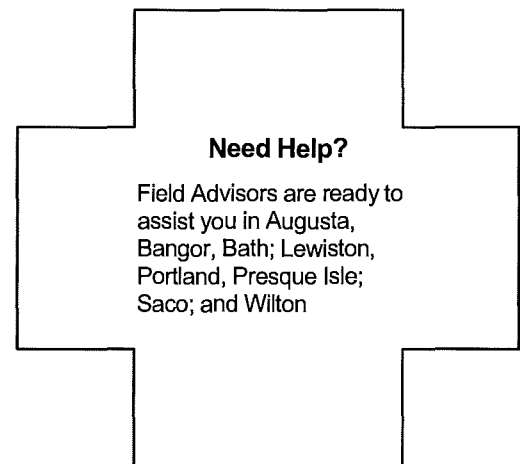 Need Help?
Field Advisors are ready to
assist you in Augusta,
Bangor, Bath; Lewiston,
Portland, Presque Isle;
Saco; and Wilton